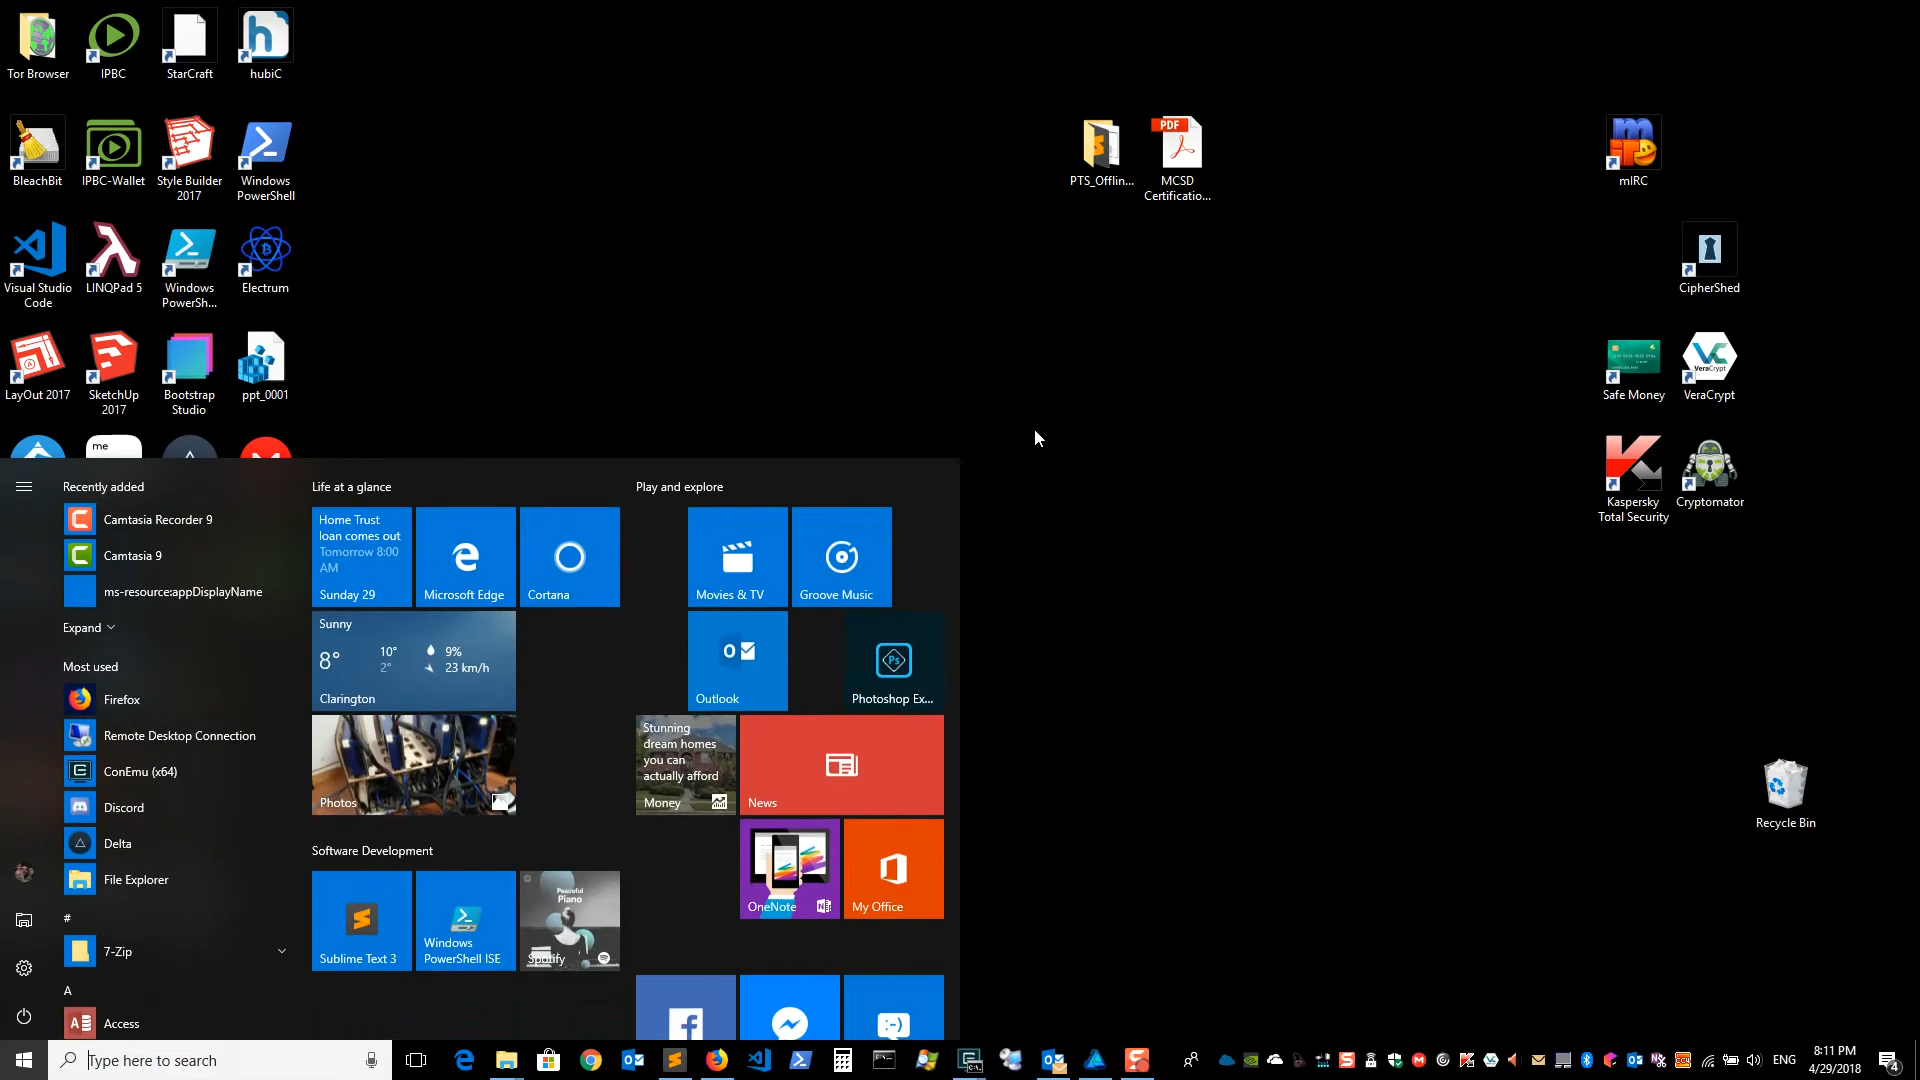 Tor Browser
IPBC
StarCraft
hubiC
BleachBit
IPBC-Wallet
Style Builder
2017
Windows
PowerShell
Visual Studio
Code
LINQPad 5
Windows
PowerSh...
Electrum
LayOut 2017
SketchUp
2017
Bootstrap
Studio
ppt_0001
me
PTS_Offlin...
PDF
MCSD
Certificatio...
mIRC
CipherShed
Safe Money
VeraCrypt
VeraCrypt
Kaspersky
Total Security
Cryptomator
Recycle Bin
Recently added
Camtasia Recorder 9
Camtasia 9
ms-resource:appDisplayName
Expand
Most used
Firefox
Remote Desktop Connection
ConEmu (x64)
Discord
Delta
File Explorer
#
7-Zip
A
Access
Life at a glance
Home Trust
loan comes out
Tomorrow 8:00
AM
Sunday 29
Microsoft Edge
Cortana
Sunny
8°
10°
2°
9%
23 km/h
Clarington
Photos
Software Development
Sublime Text 3
Windows
PowerShell ISE
Peaceful
Piano
Spotify
Play and explore
Movies & TV
Groove Music
Outlook
Ps
Photoshop Ex...
Stunning
dream homes
you can
actually afford
Money
News
OneNote
My Office
:-)
Type here to search
ENG
8:11 PM
4/29/2018
4